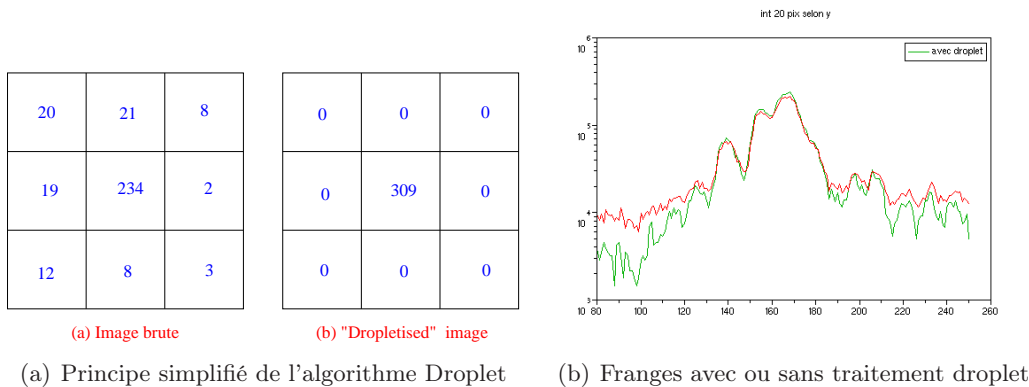 int 20 pix selon y
10 6
avec droplet
10 5
10 4
10 3
80 100 120 140 160 180 200 220 240 260
20 21 8
19 234 2
12 8 3
(a) Image brute
0 0 0
0 309 0
0 0 0
(b) "Dropletised" image
(a) Principe simplifié de l'algorithme Droplet
(b) Franges avec ou sans traitement droplet